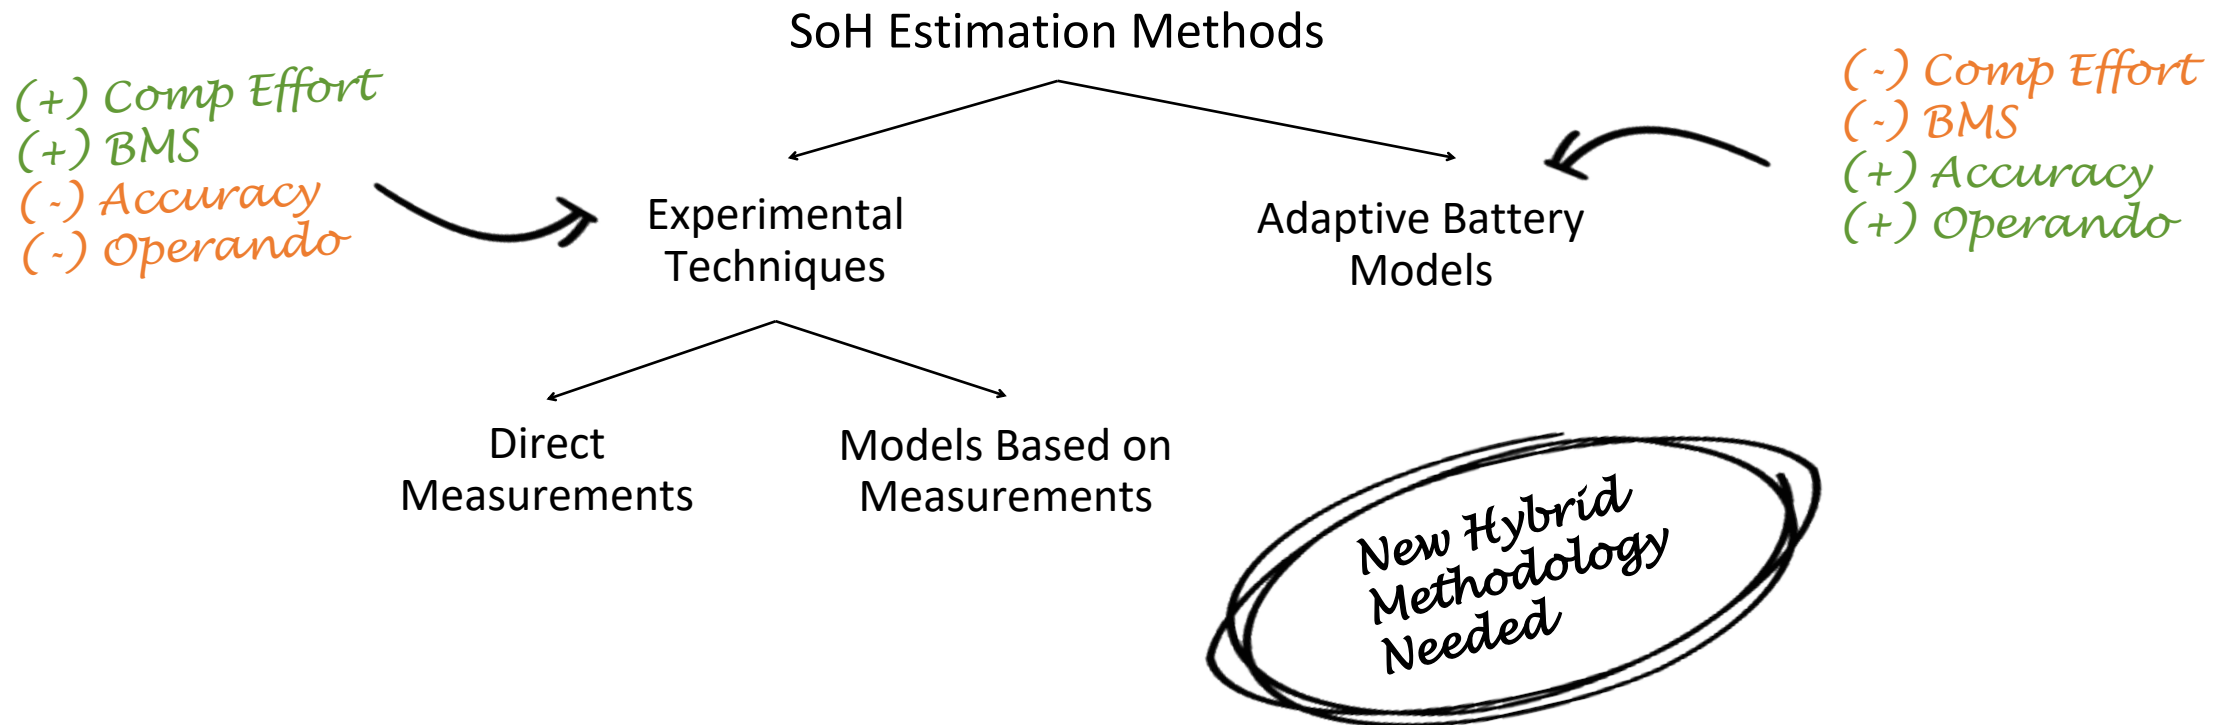 SoH Estimation Methods
(+) Comp Effort
(+) BMS
(-) Accuracy
(-) Operando
(-) Comp Effort
(-) BMS
(+) Accuracy
(+) Operando
Experimental
Techniques
Adaptive Battery
Models
Direct
Measurements
Models Based on
Measurements
New Hybrid
Methodology
Needed